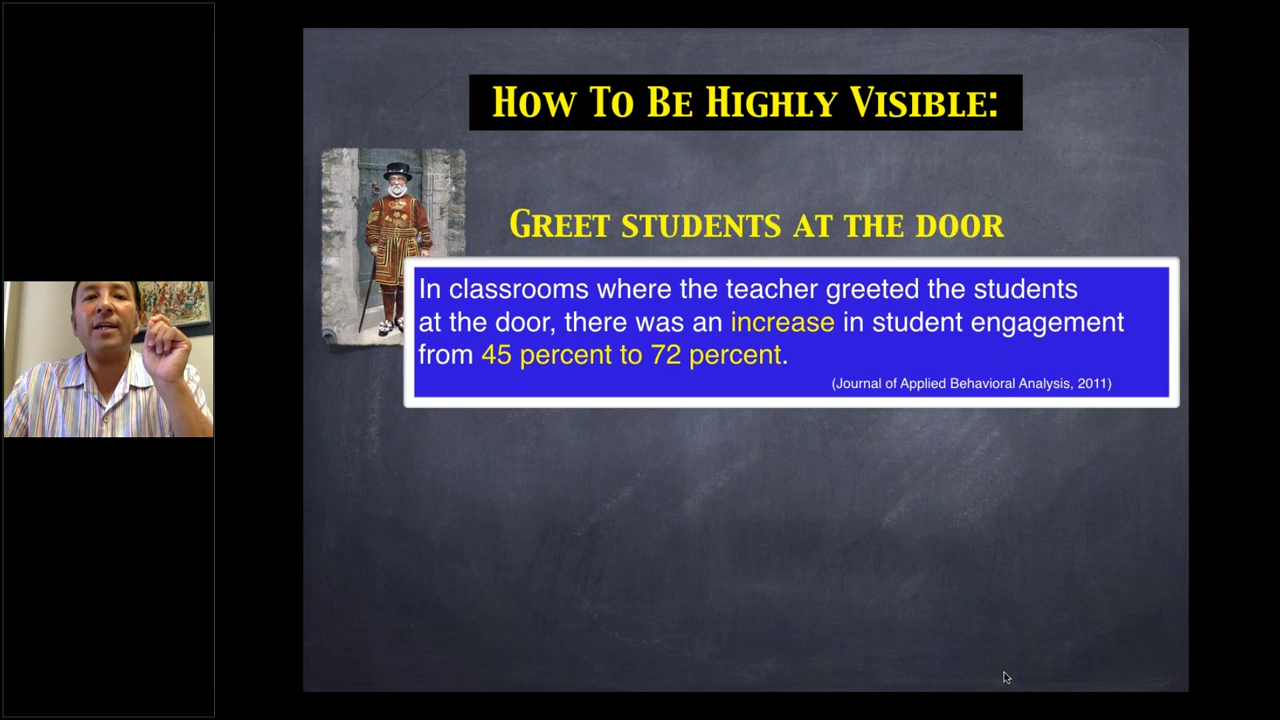 How To Be Highly Visible:
Greet students at the door
In classrooms where the teacher greeted the students
at the door, there was an increase in student engagement
from 45 percent to 72 percent.
(Journal of Applied Behavioral Analysis, 2011)